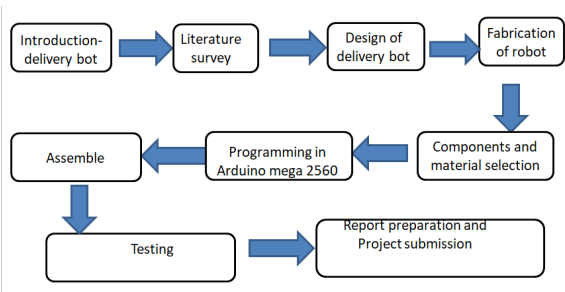 Introduction-
delivery bot
Literature
survey
Design of
delivery bot
Fabrication
of robot
Components and
material selection
Programming in
Arduino mega 2560
Assemble
Testing
Report preparation and
Project submission